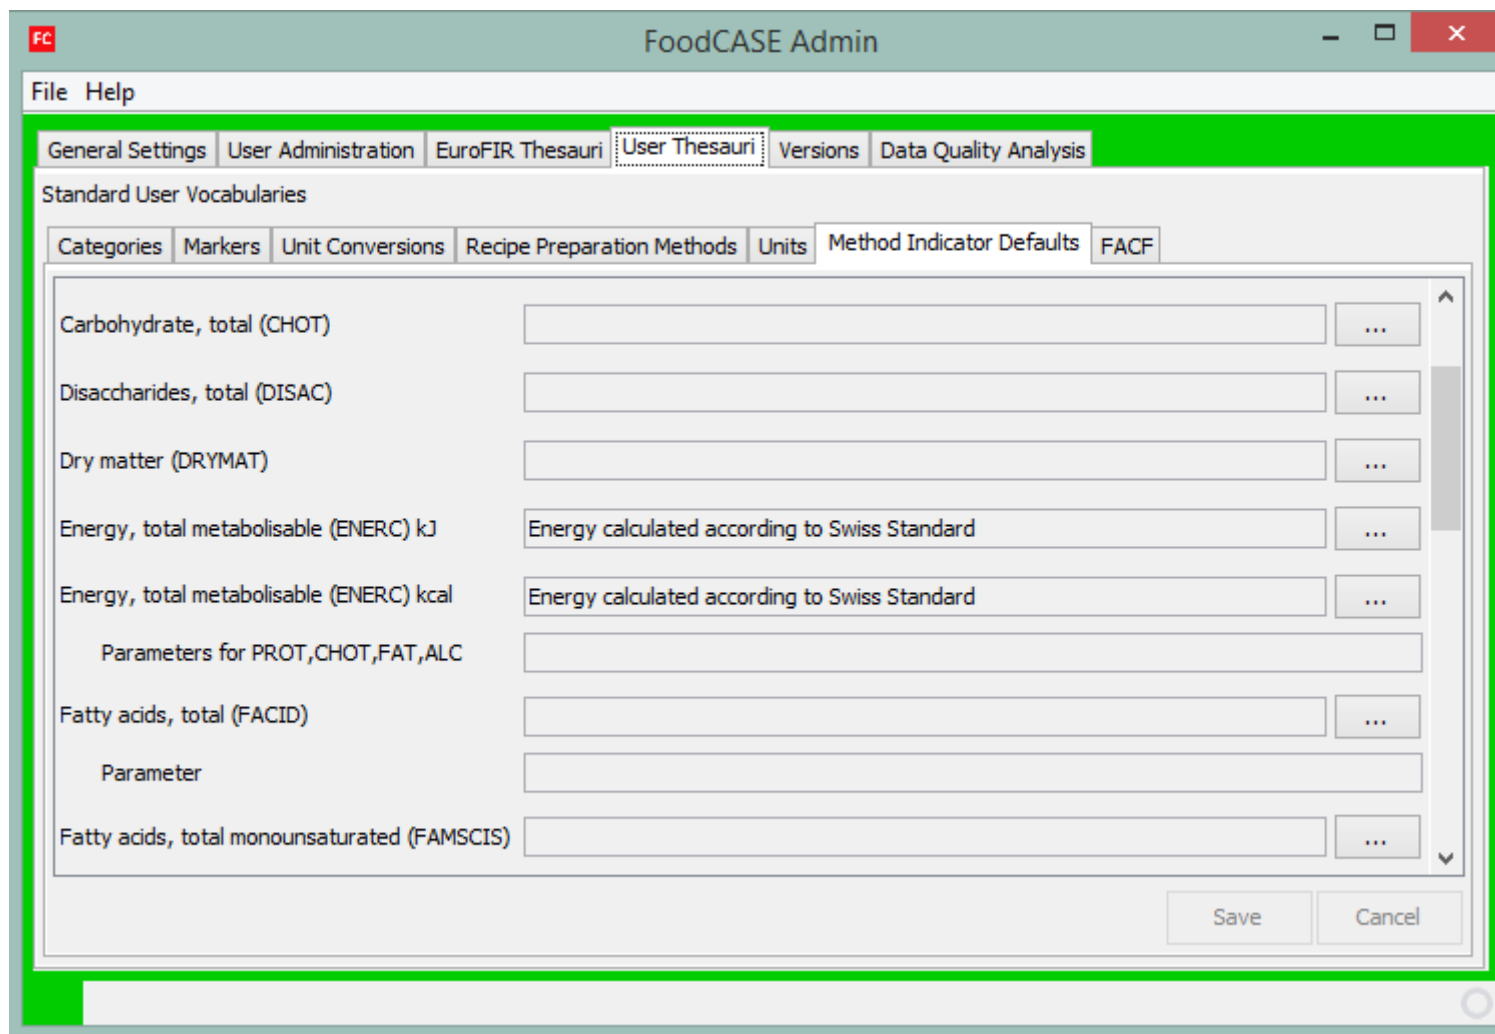 FC
FoodCASE Admin
File Help
General Settings User Administration EuroFIR Thesauri User Thesauri Versions Data Quality Analysis
Standard User Vocabularies
Categories Markers Unit Conversions Recipe Preparation Methods Units Method Indicator Defaults FACF
Carbohydrate, total (CHOT) ...
Disaccharides, total (DISAC) ...
Dry matter (DRYMAT) ...
Energy, total metabolisable (ENERC) kJ Energy calculated according to Swiss Standard ...
Energy, total metabolisable (ENERC) kcal Energy calculated according to Swiss Standard ...
Parameters for PROT,CHOT,FAT,ALC
Fatty acids, total (FACID) ...
Parameter
Fatty acids, total monounsaturated (FAMSCIS) ...
Save Cancel